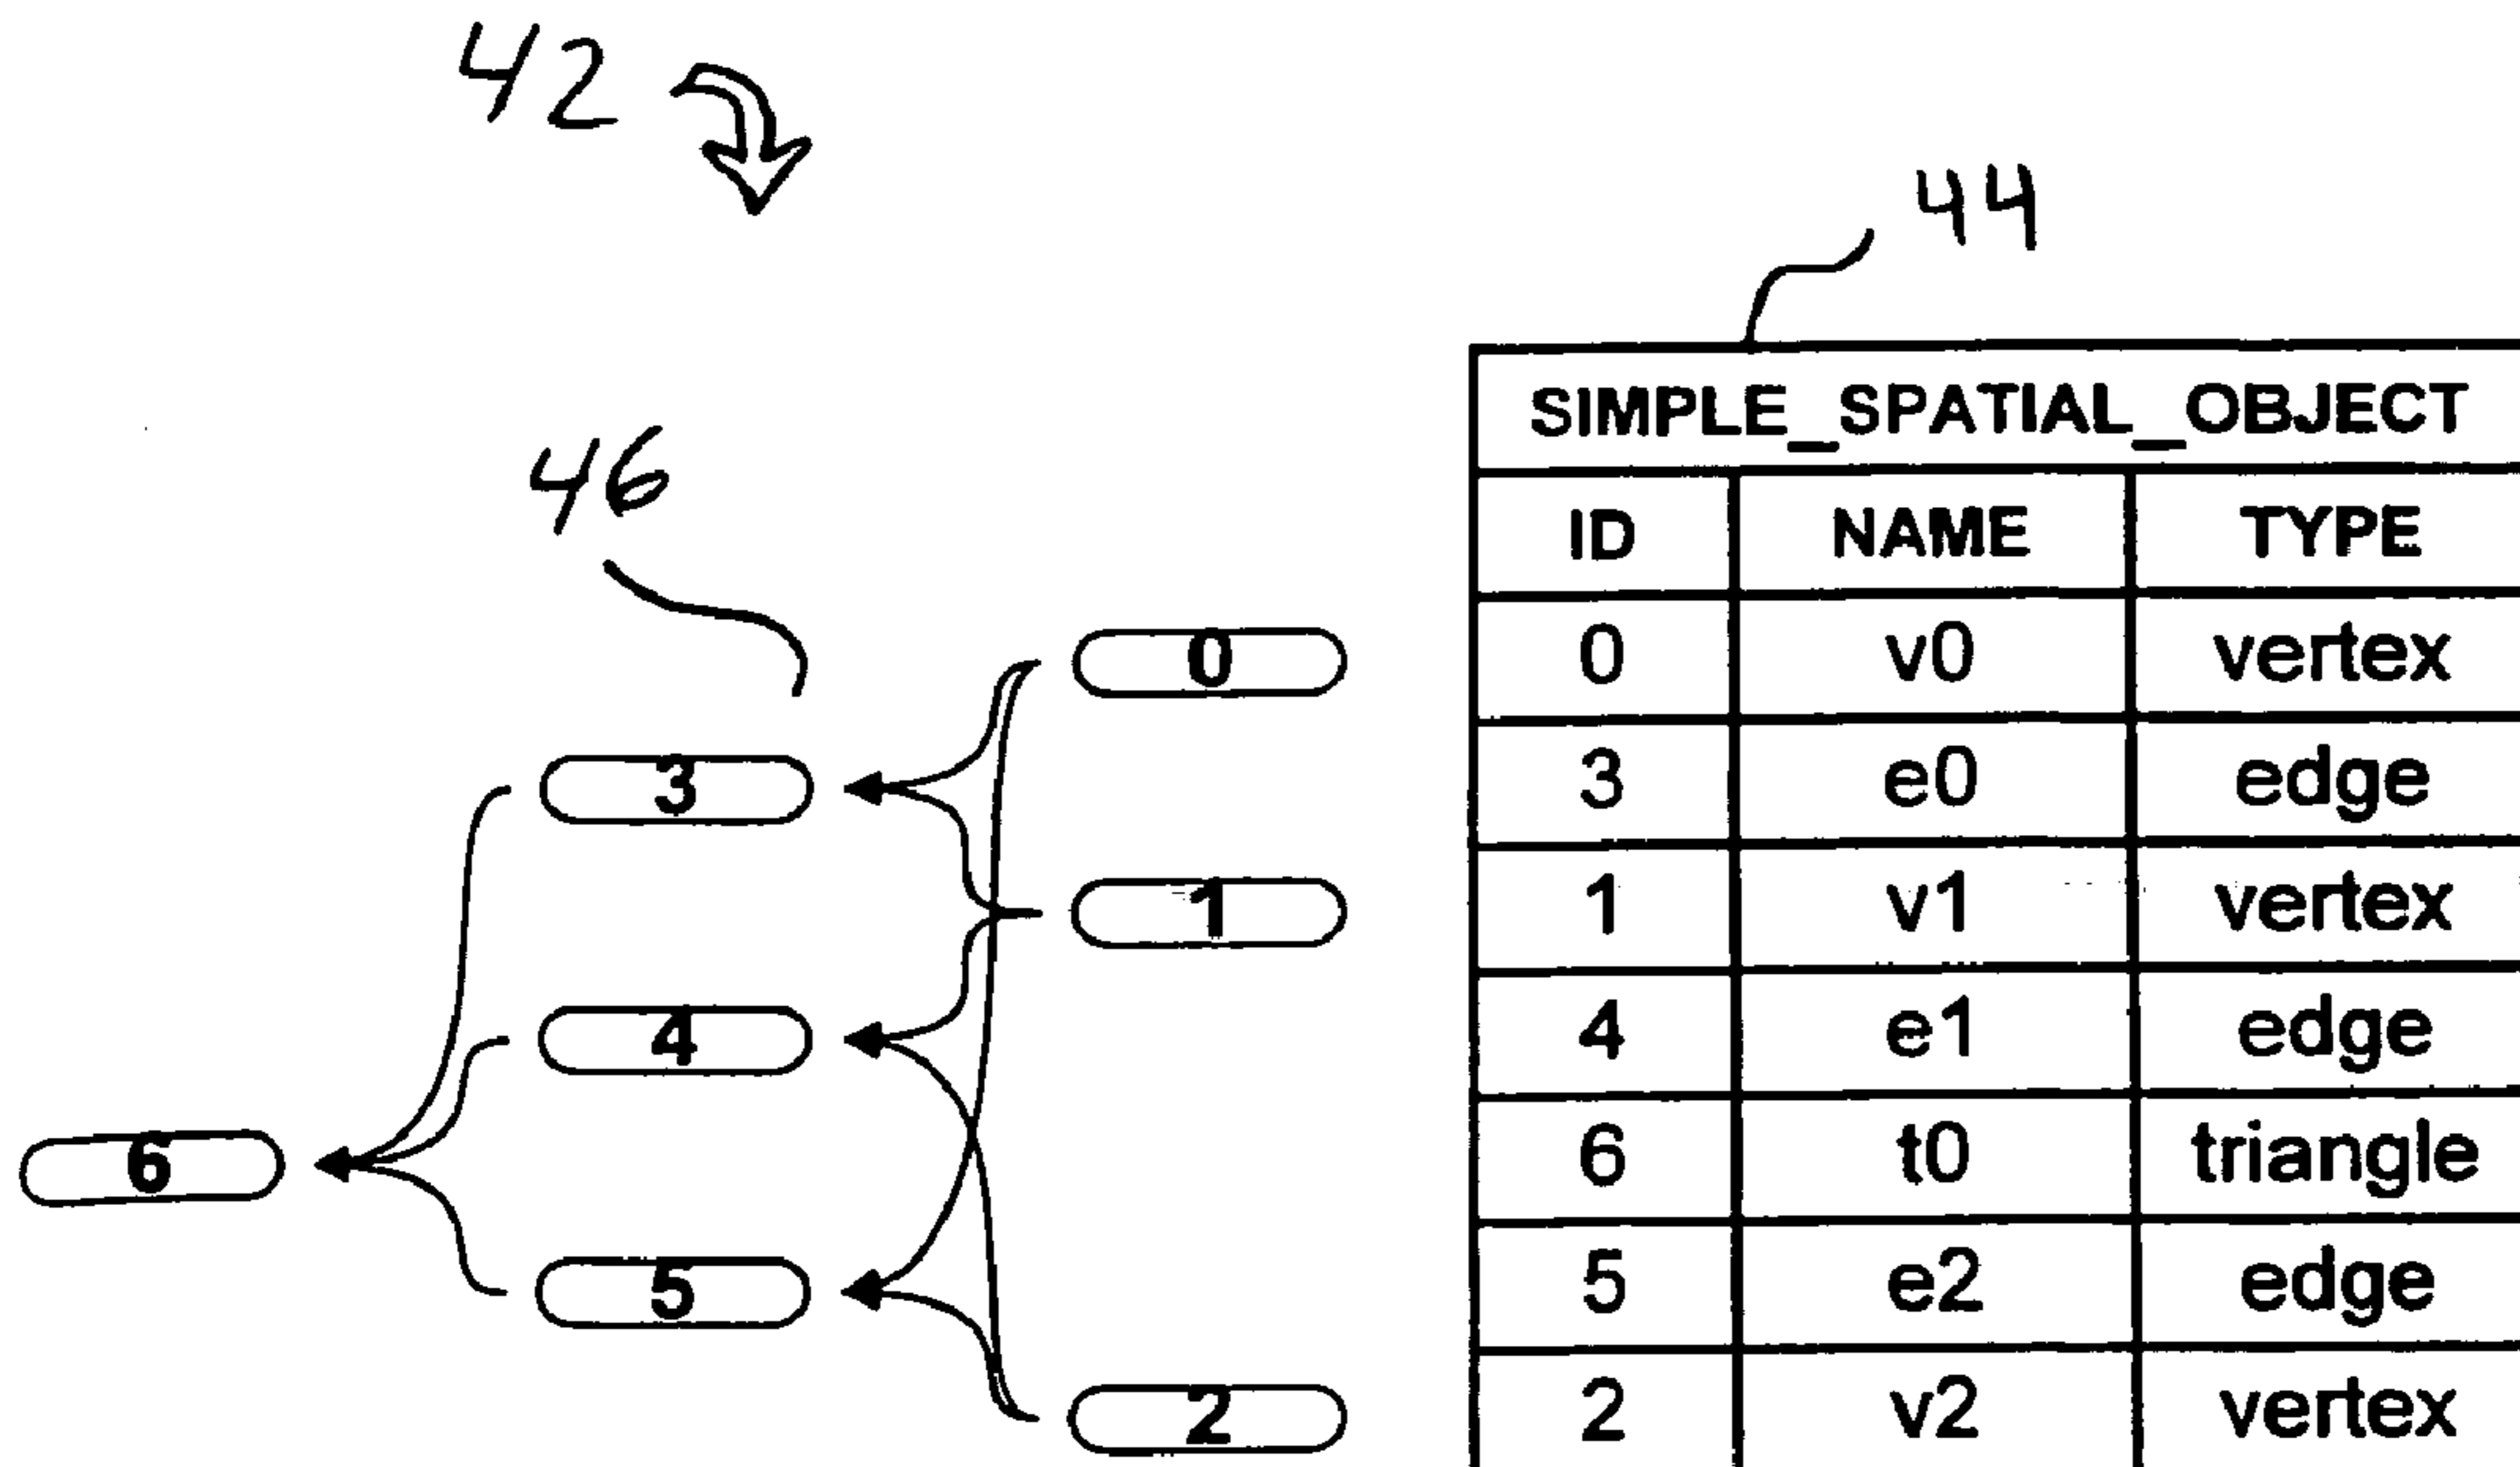 42
44
SIMPLE_SPATIAL_OBJECT
ID NAME TYPE
46
0 0 v0 vertex
3 3 e0 edge
1 1 v1 vertex
4 4 e1 edge
6 6 t0 triangle
5 5 e2 edge
2 2 v2 vertex